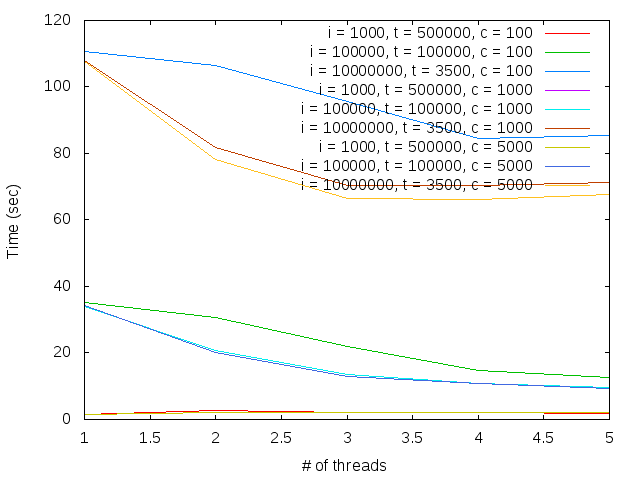 120
100
80
60
40
20
0
Time (sec)
i = 1000, t = 500000, c = 100
i = 100000, t = 100000, c = 100
i = 10000000, t = 3500, c = 100
i = 1000, t = 500000, c = 1000
i = 100000, t = 100000, c = 1000
i = 10000000, t = 3500, c = 1000
i = 1000, t = 500000, c = 5000
i = 100000, t = 100000, c = 5000
i = 10000000, t = 3500, c = 5000
1 1.5 2 2.5 3 3.5 4 4.5 5
# of threads